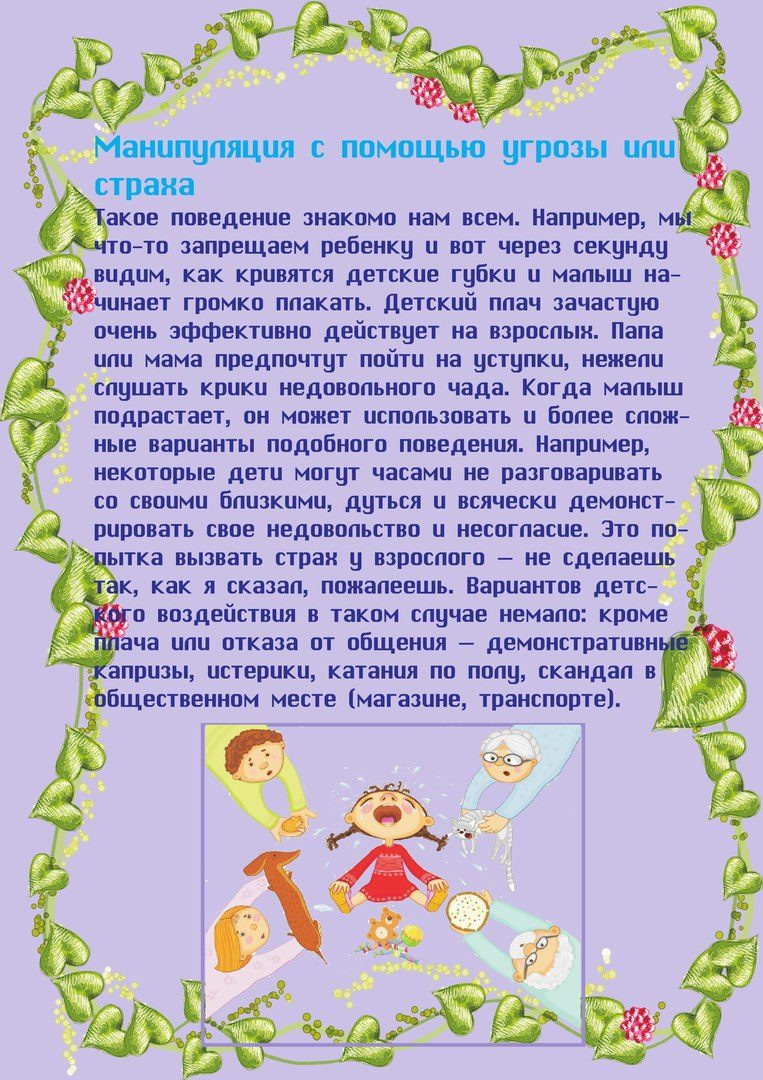 Манипуляция с помощью угрозы или
страха
Такое поведение знакомо нам всем. Например, мы
что-то запрещаем ребенку и вот через секунду
видим, как кривятся детские губки и малыш на-
чинает громко плакать. Детский плач зачастую
очень эффективно действует на взрослых. Папа
или мама предпочтут пойти на уступки, нежели
слушать крики недовольного чада. Когда малыш
подрастает, он может использовать и более слож-
ные варианты подобного поведения. Например,
некоторые дети могут часами не разговаривать
со своими близкими, дуться и всячески демонст-
рировать свое недовольство и несогласие. Это по-
пытка вызвать страх у взрослого — не сделаешь
так, как я сказал, пожалеешь. Вариантов детс-
кого воздействия в таком случае немало: кроме
плача или отказа от общения — демонстративные
капризы, истерики, катания по полу, скандал в
общественном месте (магазине, транспорте).